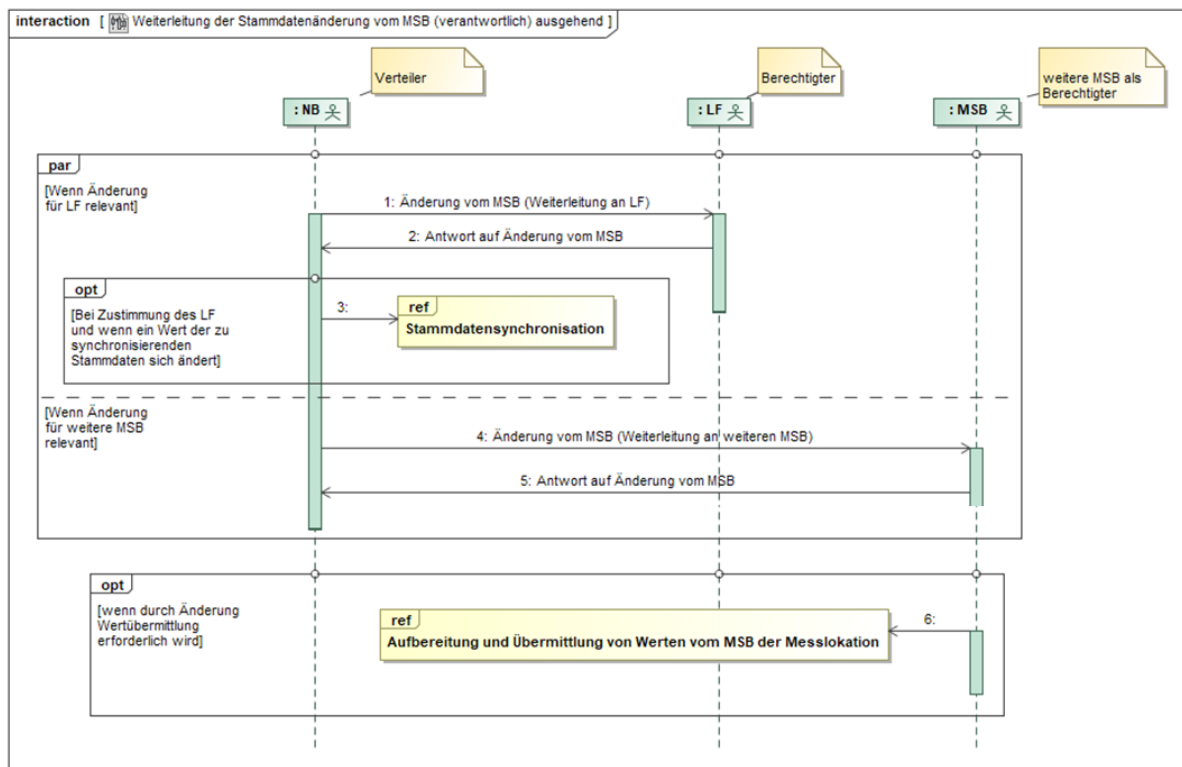 interaction [ Weiterleitung der Stammdatenänderung vom MSB (verantwortlich) ausgehend ]
Verteiler
Berechtigter
weitere MSB als
Berechtigter
: NB
: LF
: MSB
par
[Wenn Änderung
für LF relevant]
1: Änderung vom MSB (Weiterleitung an LF)
2: Antwort auf Änderung vom MSB
opt
[Bei Zustimmung des LF
und wenn ein Wert der zu
synchronisierenden
Stammdaten sich ändert]
3:
ref
Stammdatensynchronisation
[Wenn Änderung
für weitere MSB
relevant]
4: Änderung vom MSB (Weiterleitung an weiteren MSB)
5: Antwort auf Änderung vom MSB
opt
[wenn durch Änderung
Wertübermittlung
erforderlich wird]
ref
Aufbereitung und Übermittlung von Werten vom MSB der Messlokation
6: